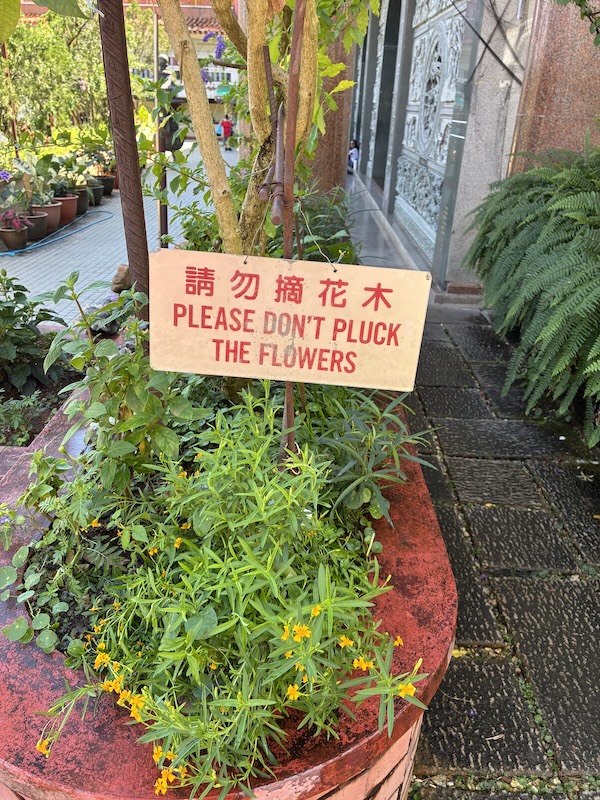 請勿摘花木
PLEASE DON'T PLUCK
THE FLOWERS